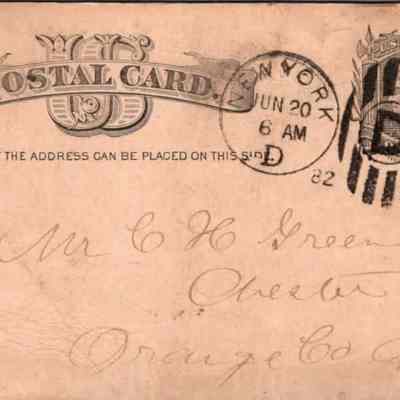 U S
POSTAL CARD.
NEW YORK
JUN 20
6 AM
D
82
D
THE ADDRESS CAN BE PLACED ON THIS SIDE.
Mr C H Green
Chester
Orange Co